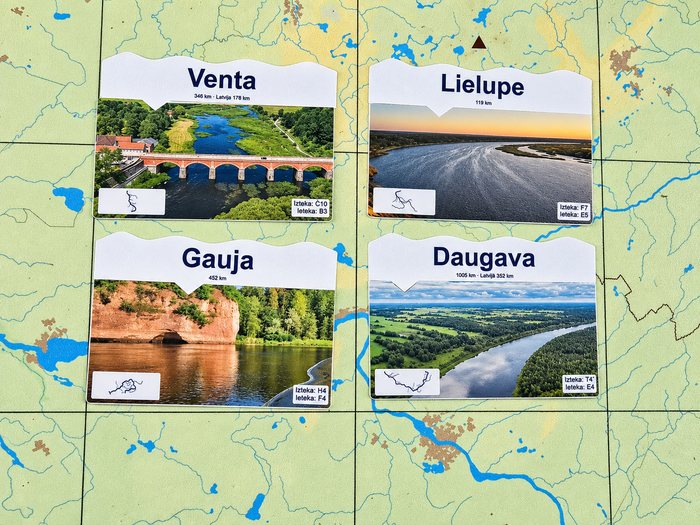 Venta
346 km · Latvijā 178 km
Izteka: Č10
Ieteka: B3
Lielupe
119 km
Izteka: F7
Ieteka: E5
Gauja
452 km
Izteka: H4
Ieteka: F4
Daugava
1005 km · Latvijā 352 km
Izteka: T4'
Ieteka: E4